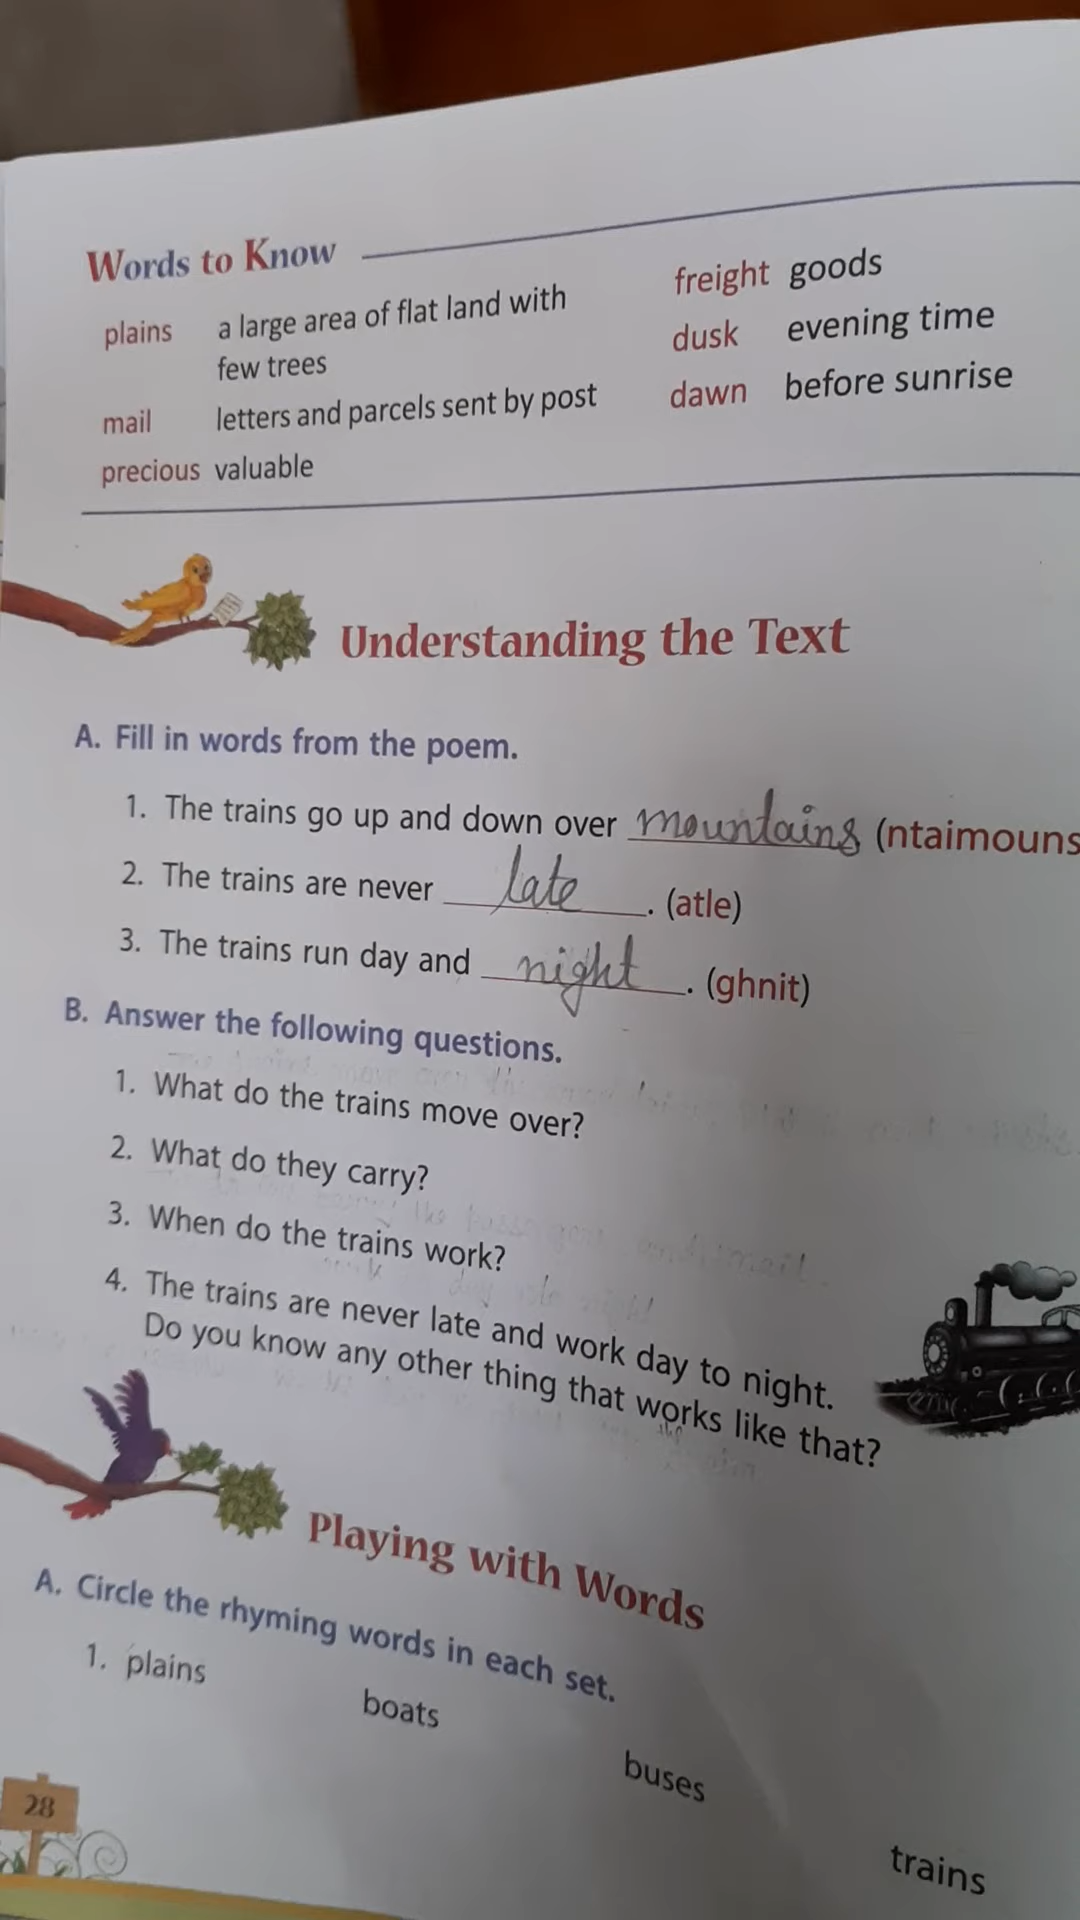 Words to Know
plains a large area of flat land with
few trees
mail letters and parcels sent by post
precious valuable
freight goods
dusk evening time
dawn before sunrise
Understanding the Text
A. Fill in words from the poem.
1. The trains go up and down over mountains (ntaimouns
2. The trains are never late. (atle)
3. The trains run day and night. (ghnit)
B. Answer the following questions.
1. What do the trains move over?
2. What do they carry?
3. When do the trains work?
4. The trains are never late and work day to night.
Do you know any other thing that works like that?
Playing with Words
A. Circle the rhyming words in each set.
1. plains boats buses trains
28